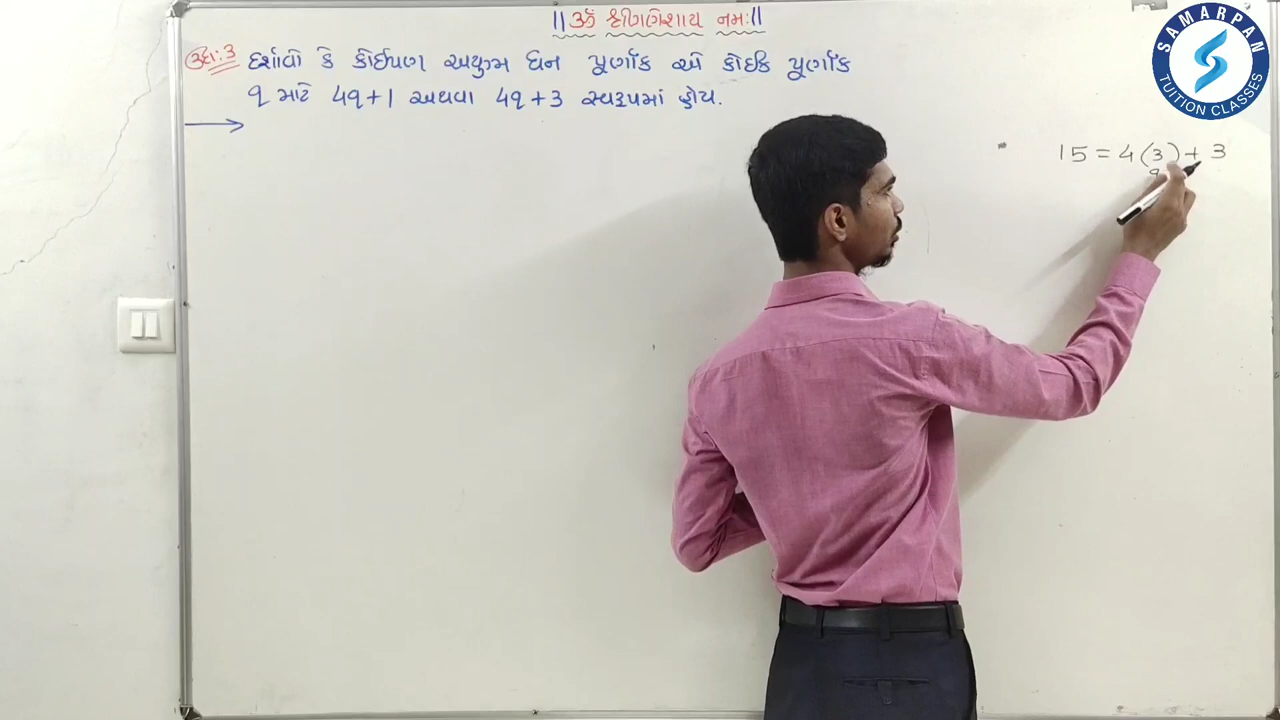 ||ૐ શ્રી ગણેશાય નમઃ||
ઉદા:૩ દર્શાવો કે કોઈપણ અયુગ્મ ધન પૂર્ણાંક એ કોઈક પૂર્ણાંક
q માટે 4q+1 અથવા 4q+3 સ્વરૂપમાં હોય.
15 = 4(3)+3
q
SAMARPAN
TUITION CLASSES